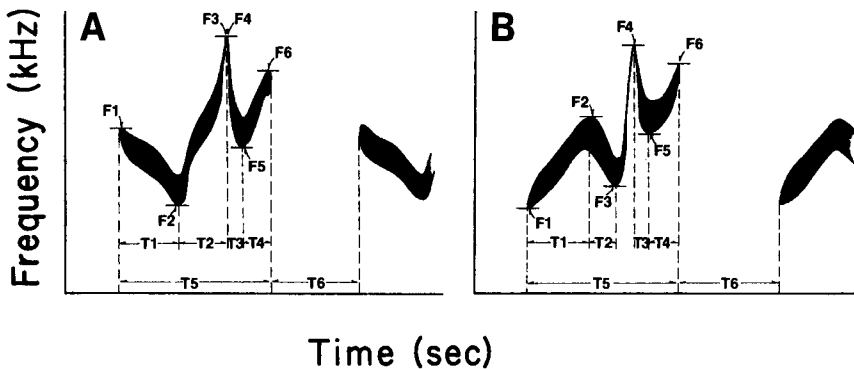 Frequency (kHz)
A
F3 F4
F6
F1
F5
F2
T1 T2 T3 T4
T5 T6
B
F4
F6
F2
F5
F3
F1
T1 T2 T3 T4
T5 T6
Time (sec)